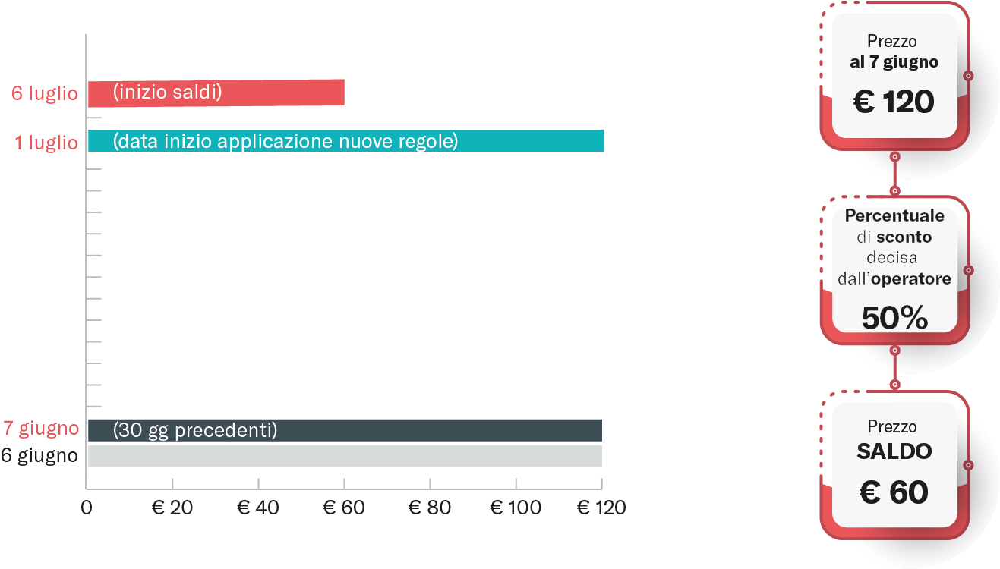 6 luglio
(inizio saldi)
1 luglio
(data inizio applicazione nuove regole)
7 giugno
(30 gg precedenti)
6 giugno
0
€ 20
€ 40
€ 60
€ 80
€ 100
€ 120
Prezzo
al 7 giugno
€ 120
Percentuale
di sconto
decisa
dall’operatore
50%
Prezzo
SALDO
€ 60